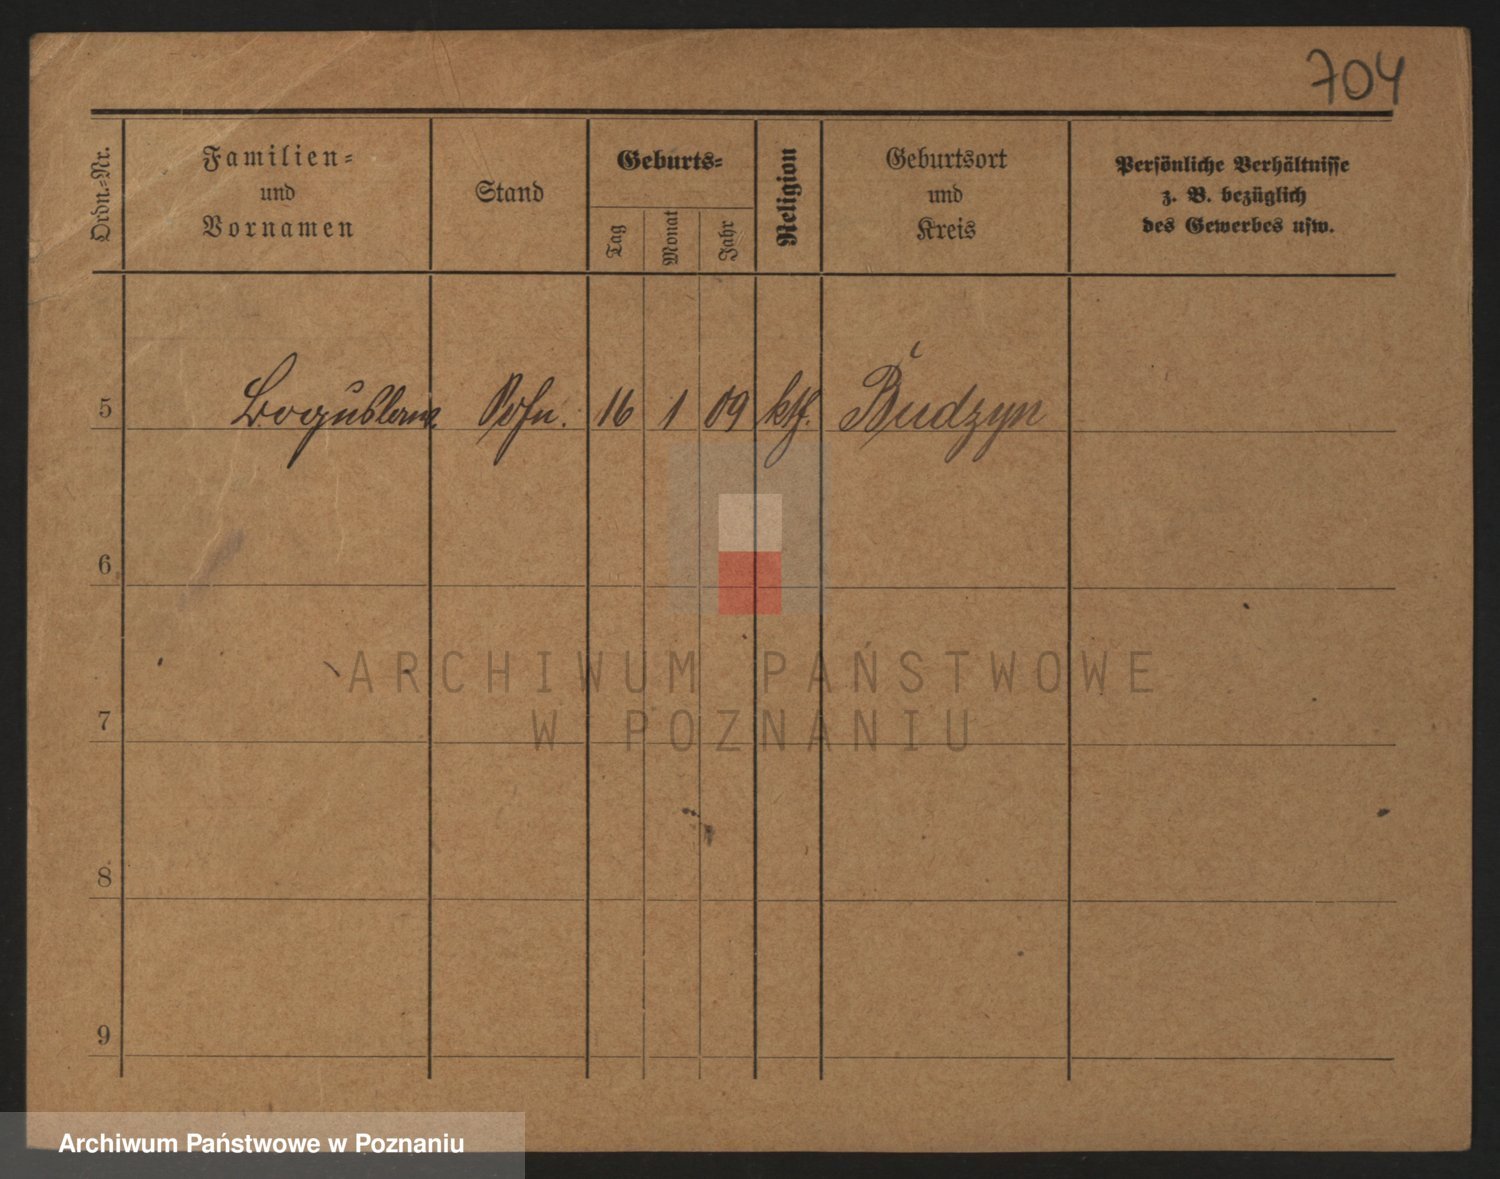 704
Ordn.-Nr.
Familien-
und
Vornamen
Stand
Geburts-
Tag
Monat
Jahr
Religion
Geburtsort
und
Kreis
Persönliche Verhältnisse
z. B. bezüglich
des Gewerbes usw.
5 16 1 09 kth. Budzyn
6
7
8
9
ARCHIWUM PAŃSTWOWE
W POZNANIU
Archiwum Państwowe w Poznaniu